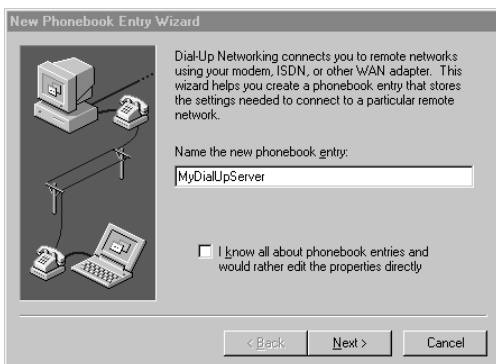 New Phonebook Entry Wizard
Dial-Up Networking connects you to remote networks
using your modem, ISDN, or other WAN adapter. This
wizard helps you create a phonebook entry that stores
the settings needed to connect to a particular remote
network.
Name the new phonebook entry:
MyDialUpServer
I know all about phonebook entries and
would rather edit the properties directly
< Back
Next >
Cancel